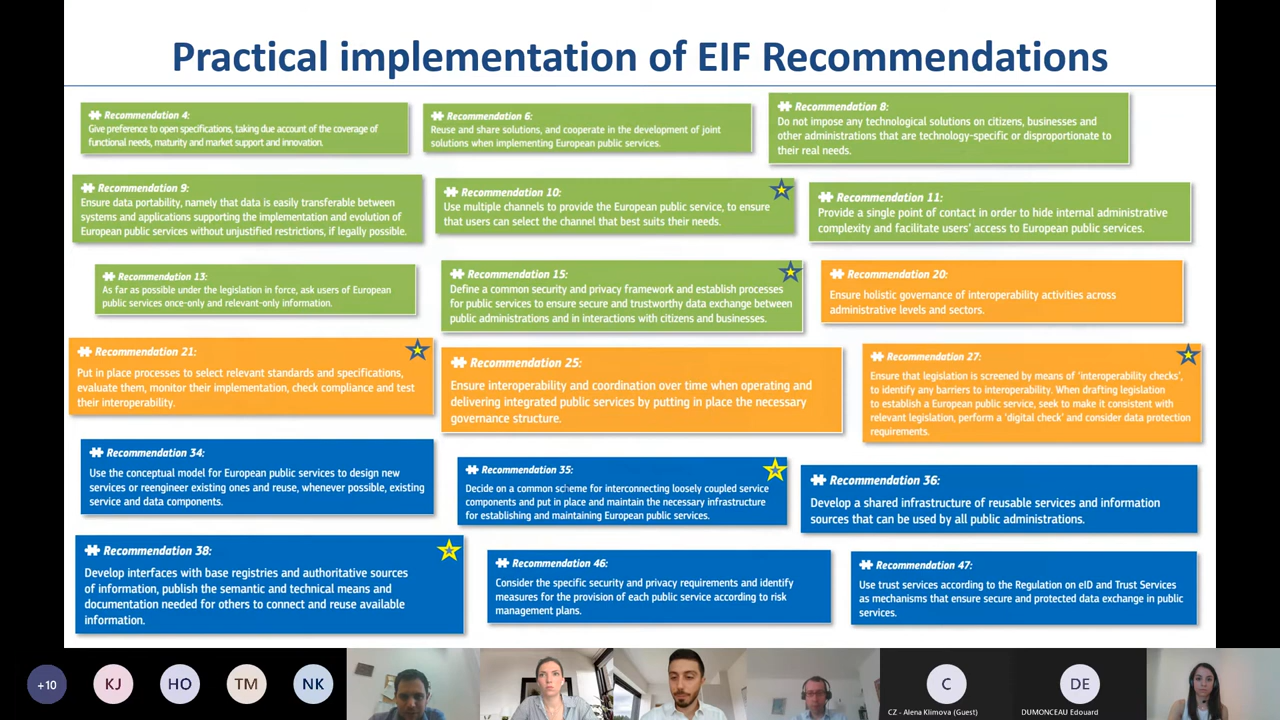 Practical implementation of EIF Recommendations
Recommendation 4:
Give preference to open specifications, taking due account of the coverage of
functional needs, maturity and market support and innovation.
Recommendation 6:
Reuse and share solutions, and cooperate in the development of joint
solutions when implementing European public services.
Recommendation 8:
Do not impose any technological solutions on citizens, businesses and
other administrations that are technology-specific or disproportionate to
their real needs.
Recommendation 9:
Ensure data portability, namely that data is easily transferable between
systems and applications supporting the implementation and evolution of
European public services without unjustified restrictions, if legally possible.
Recommendation 10:
Use multiple channels to provide the European public service, to ensure
that users can select the channel that best suits their needs.
Recommendation 11:
Provide a single point of contact in order to hide internal administrative
complexity and facilitate users' access to European public services.
Recommendation 13:
As far as possible under the legislation in force, ask users of European
public services once-only and relevant-only information.
Recommendation 15:
Define a common security and privacy framework and establish processes
for public services to ensure secure and trustworthy data exchange between
public administrations and in interactions with citizens and businesses.
Recommendation 20:
Ensure holistic governance of interoperability activities across
administrative levels and sectors.
Recommendation 21:
Put in place processes to select relevant standards and specifications,
evaluate them, monitor their implementation, check compliance and test
their interoperability.
Recommendation 25:
Ensure interoperability and coordination over time when operating and
delivering integrated public services by putting in place the necessary
governance structure.
Recommendation 27:
Ensure that legislation is screened by means of 'interoperability checks',
to identify any barriers to interoperability. When drafting legislation
to establish a European public service, seek to make it consistent with
relevant legislation, perform a 'digital check' and consider data protection
requirements.
Recommendation 34:
Use the conceptual model for European public services to design new
services or reengineer existing ones and reuse, whenever possible, existing
service and data components.
Recommendation 35:
Decide on a common scheme for interconnecting loosely coupled service
components and put in place and maintain the necessary infrastructure
for establishing and maintaining European public services.
Recommendation 36:
Develop a shared infrastructure of reusable services and information
sources that can be used by all public administrations.
Recommendation 38:
Develop interfaces with base registries and authoritative sources
of information, publish the semantic and technical means and
documentation needed for others to connect and reuse available
information.
Recommendation 46:
Consider the specific security and privacy requirements and identify
measures for the provision of each public service according to risk
management plans.
Recommendation 47:
Use trust services according to the Regulation on eID and Trust Services
as mechanisms that ensure secure and protected data exchange in public
services.
+10
KJ
HO
TM
NK
C
CZ - Alena Klimova (Guest)
DE
DUMONCEAU Edouard